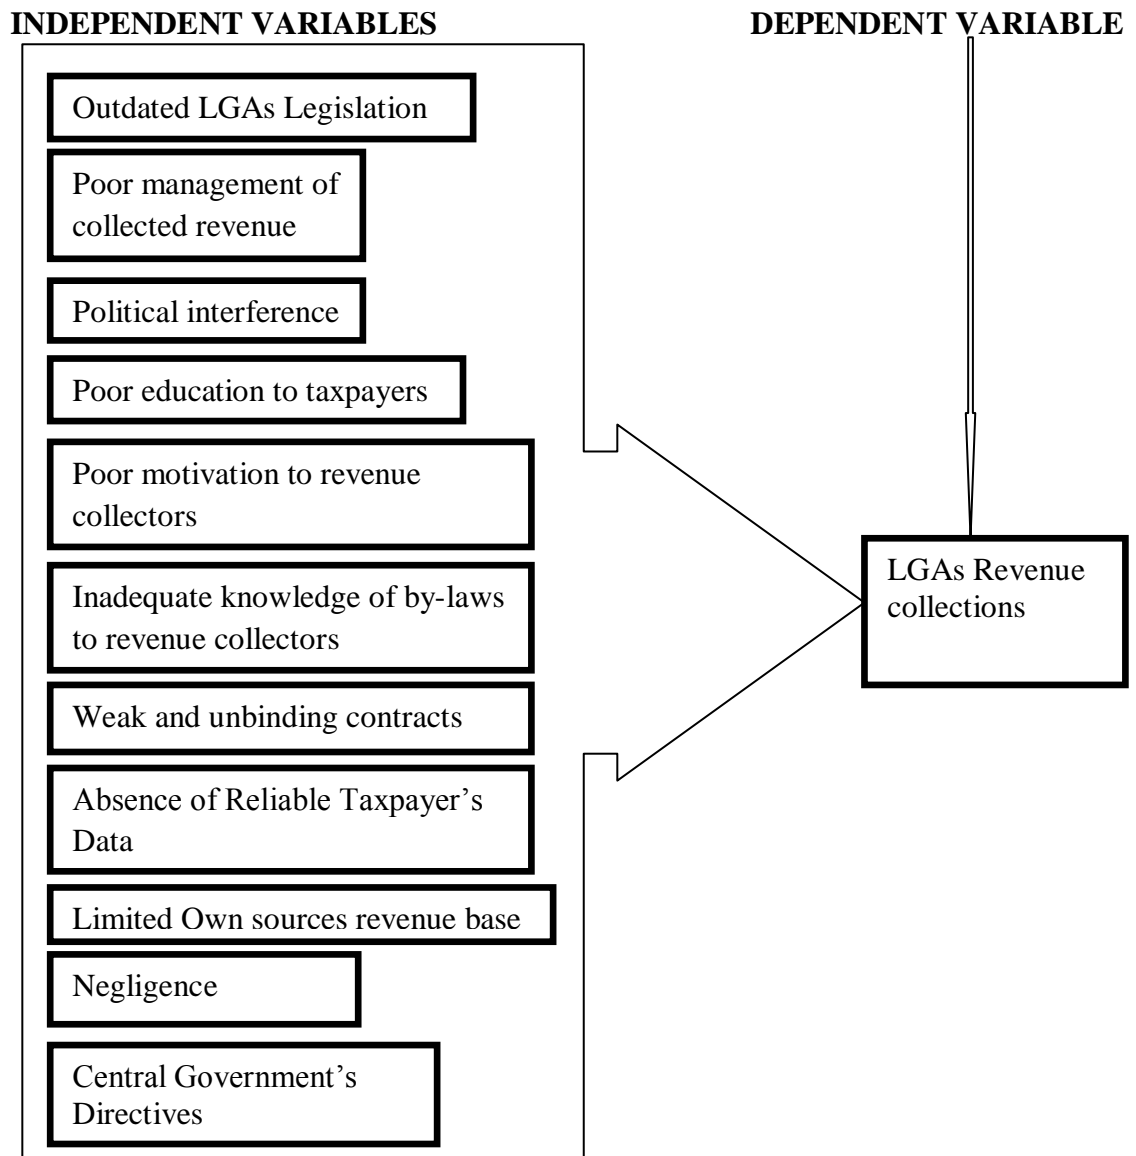 INDEPENDENT VARIABLES
DEPENDENT VARIABLE
Outdated LGAs Legislation
Poor management of
collected revenue
Political interference
Poor education to taxpayers
Poor motivation to revenue
collectors
Inadequate knowledge of by-laws
to revenue collectors
Weak and unbinding contracts
Absence of Reliable Taxpayer’s
Data
Limited Own sources revenue base
Negligence
Central Government’s
Directives
LGAs Revenue
collections